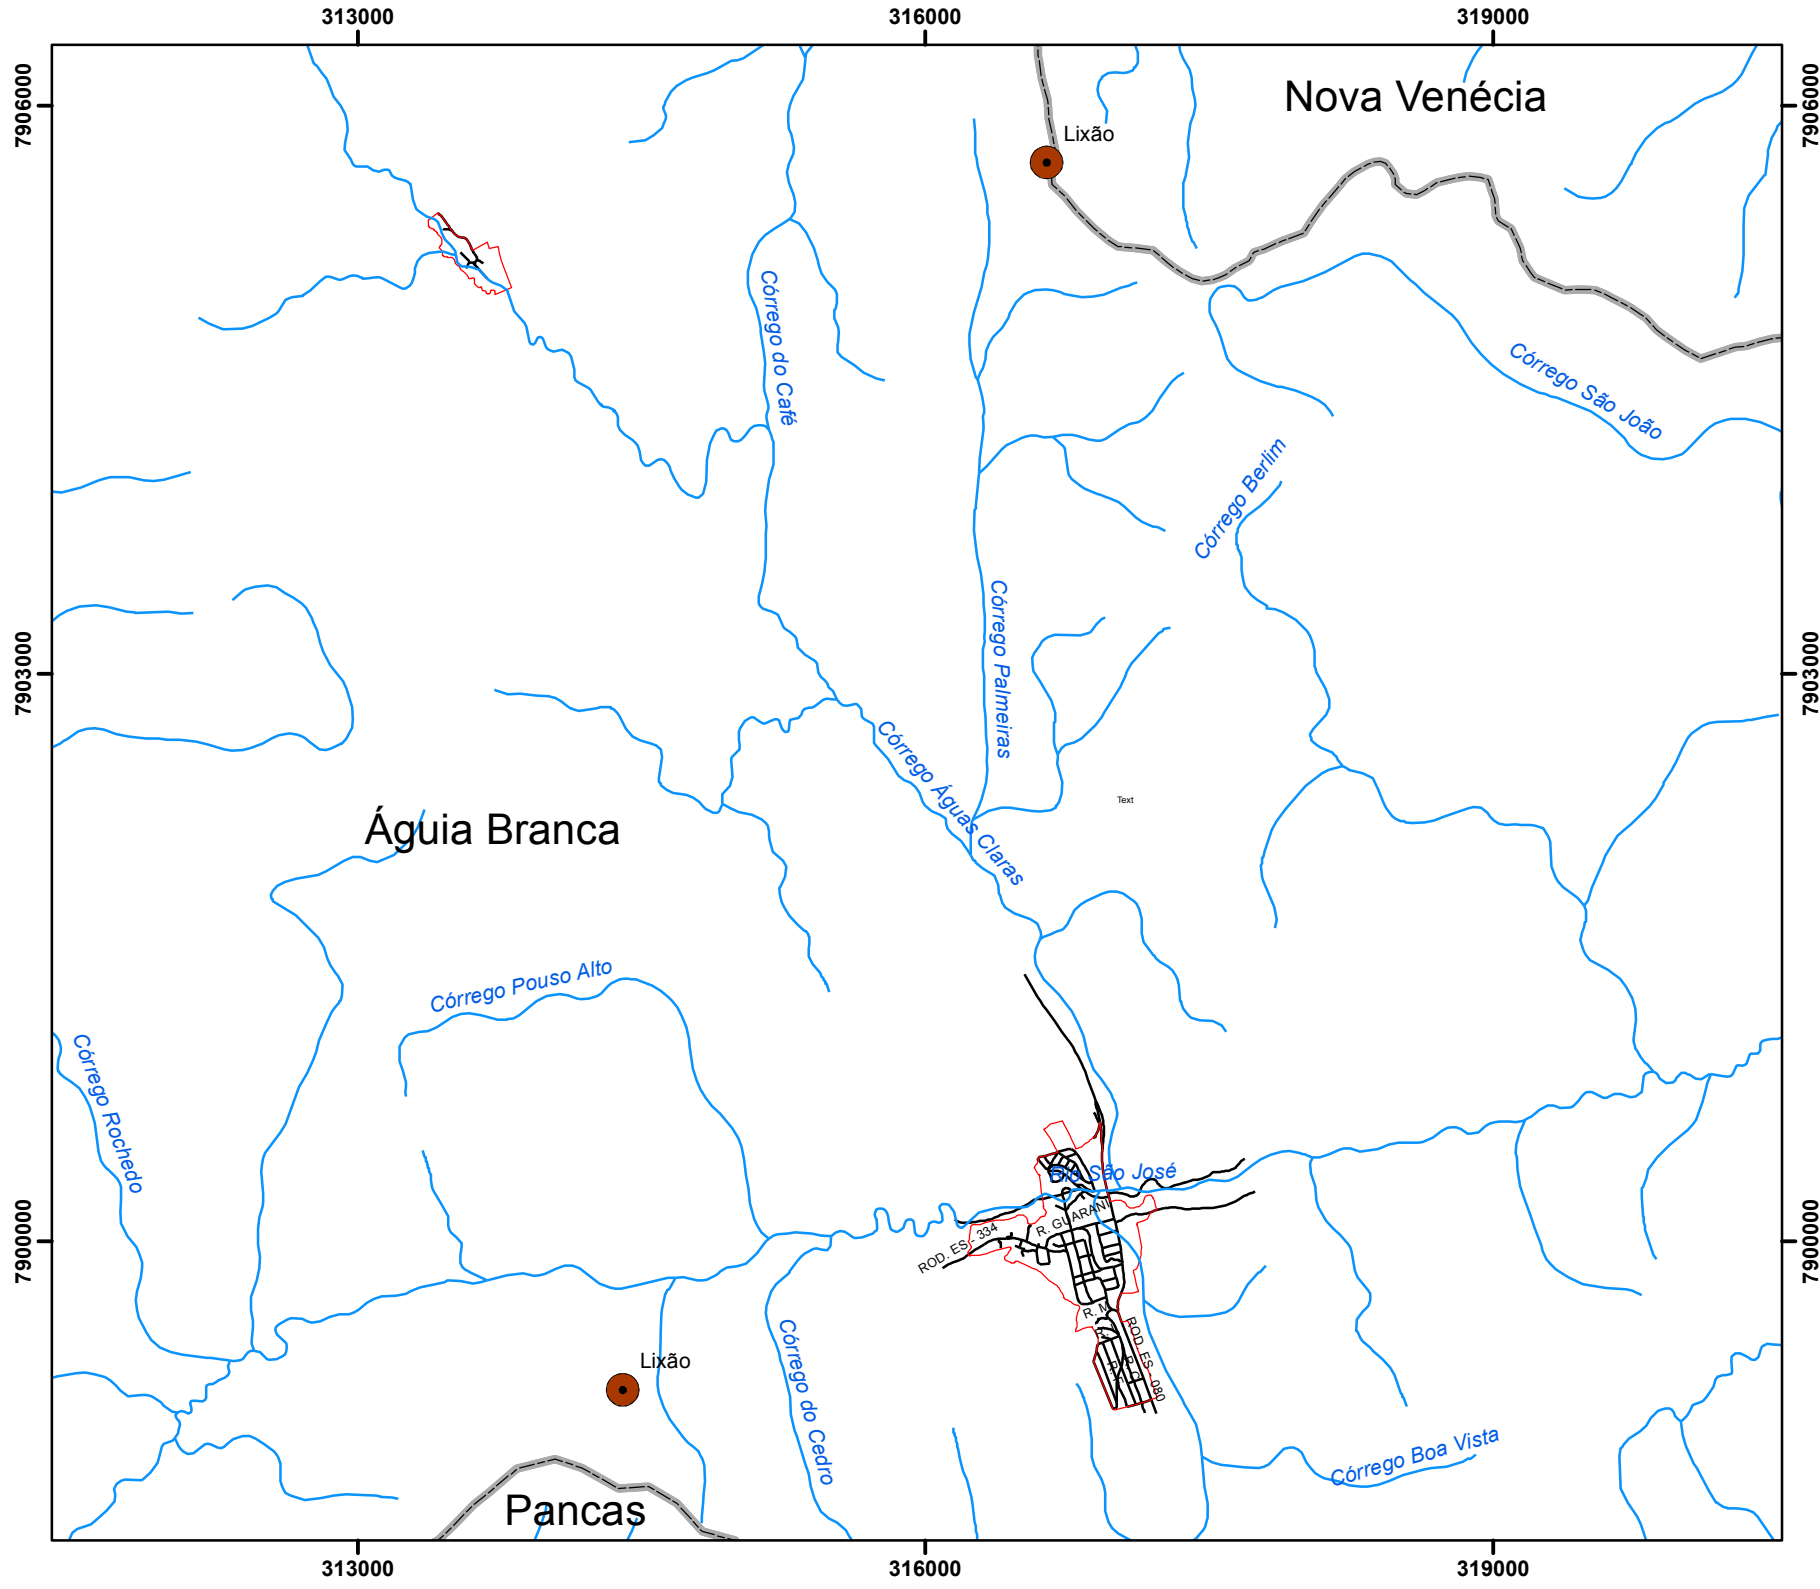 313000
316000
319000
7906000
7906000
Nova Venécia
Lixão
Córrego do Café
Córrego São João
Córrego Berlim
Córrego Palmeiras
7903000
7903000
Córrego Águas Claras
Text
Águia Branca
Córrego Pouso Alto
Córrego Rochedo
Rio São José
R. GUARANI
ROD. ES - 334
7900000
7900000
R. M
ROD. ES - 080
Lixão
Córrego do Cedro
Córrego Boa Vista
Pancas
313000
316000
319000